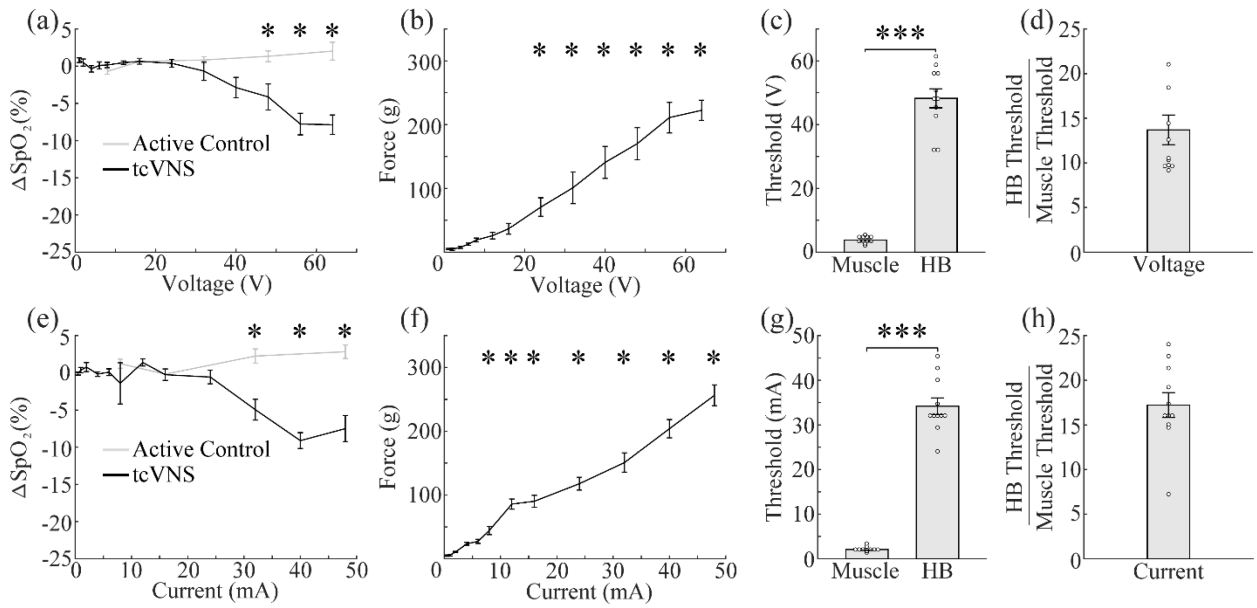 (a)
5
0
-5
-10
-15
-20
-25
ΔSpO2(%)
* * *
Active Control
tcVNS
0 20 40 60
Voltage (V)
(b)
300
200
100
Force (g)
* * * * * *
0 20 40 60
Voltage (V)
(c)
***
60
40
20
0
Threshold (V)
Muscle HB
(d)
25
20
15
10
5
0
HB Threshold
Muscle Threshold
Voltage
(e)
5
0
-5
-10
-15
-20
-25
ΔSpO2(%)
* * *
Active Control
tcVNS
0 10 20 30 40 50
Current (mA)
(f)
300
200
100
Force (g)
* * * * * * *
0 10 20 30 40 50
Current (mA)
(g)
***
50
40
30
20
10
0
Threshold (mA)
Muscle HB
(h)
25
20
15
10
5
0
HB Threshold
Muscle Threshold
Current